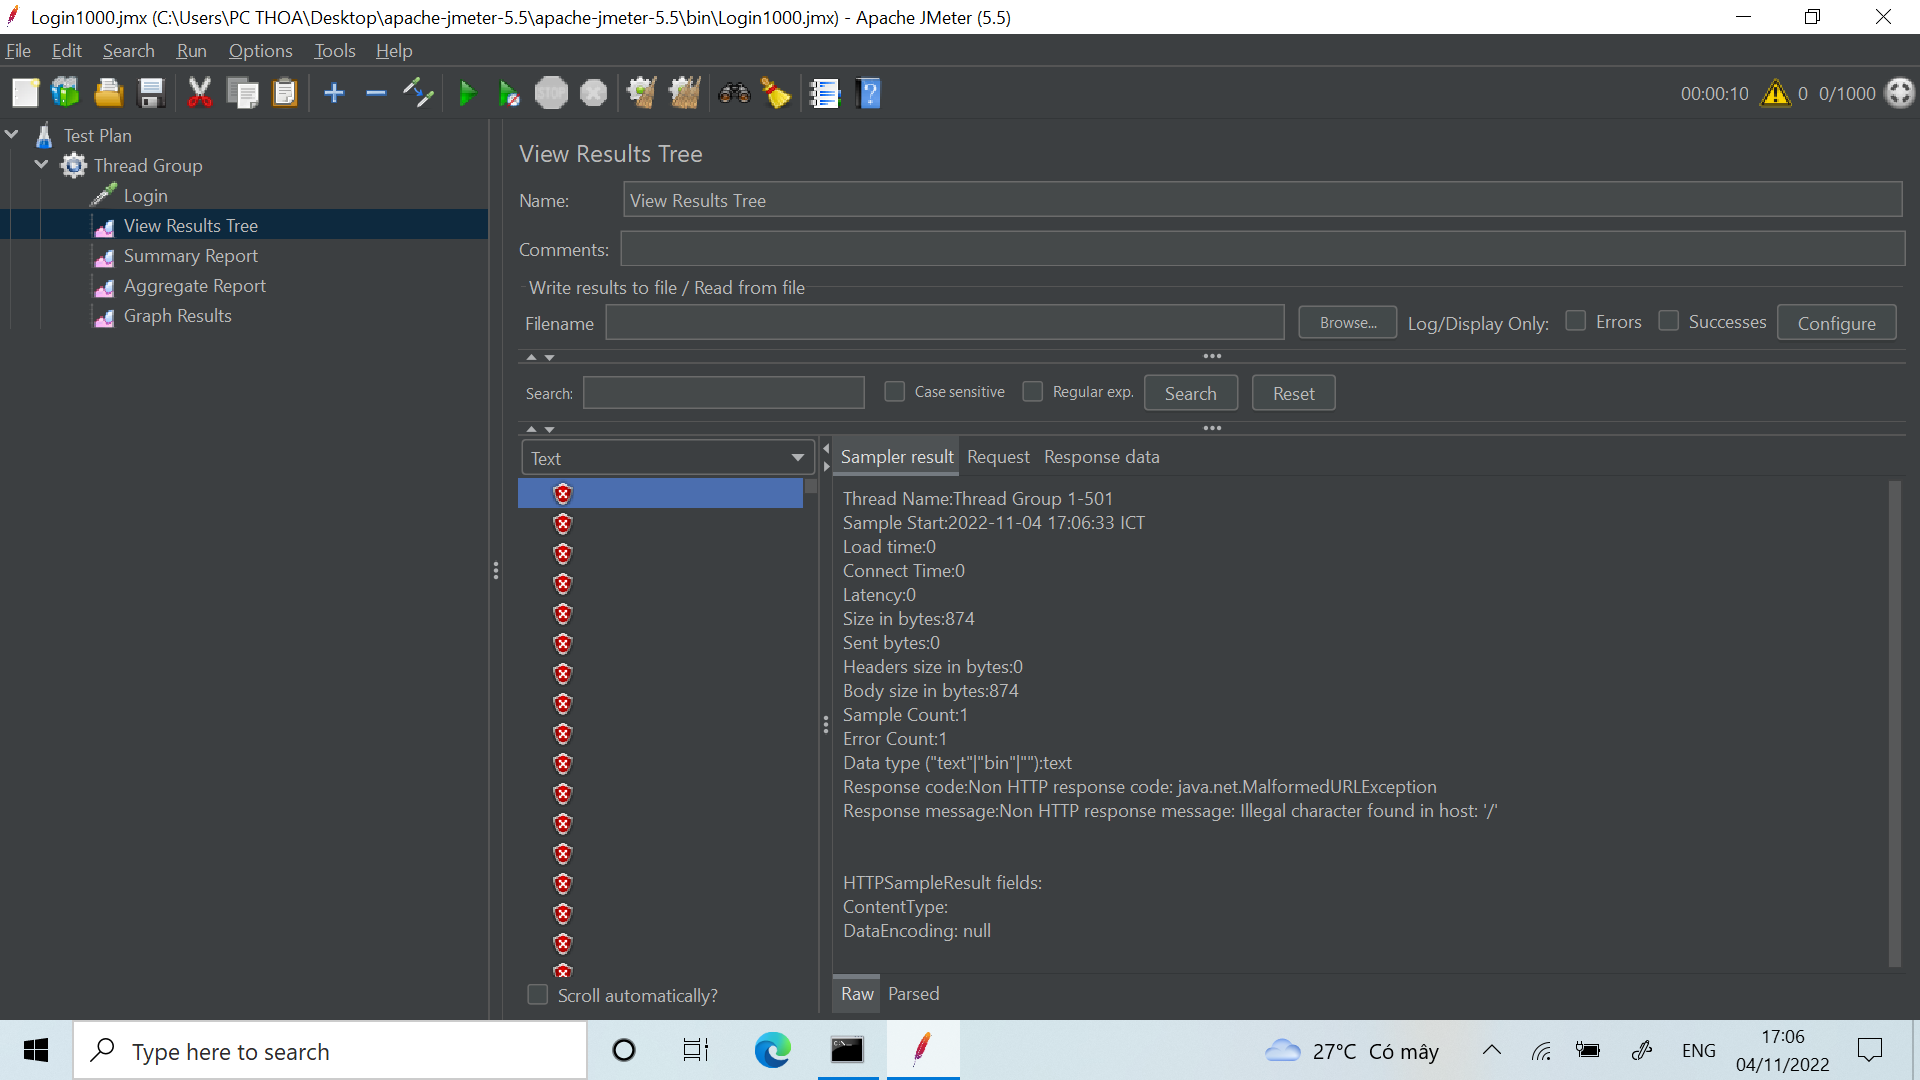 Login1000.jmx (C:\Users\PC THOA\Desktop\apache-jmeter-5.5\apache-jmeter-5.5\bin\Login1000.jmx) - Apache JMeter (5.5)
File Edit Search Run Options Tools Help
STOP
00:00:10 0 0/1000
Test Plan
Thread Group
Login
View Results Tree
Summary Report
Aggregate Report
Graph Results
View Results Tree
Name: View Results Tree
Comments:
Write results to file / Read from file
Filename Browse... Log/Display Only: Errors Successes Configure
Search: Case sensitive Regular exp. Search Reset
Text
Sampler result Request Response data
Thread Name:Thread Group 1-501
Sample Start:2022-11-04 17:06:33 ICT
Load time:0
Connect Time:0
Latency:0
Size in bytes:874
Sent bytes:0
Headers size in bytes:0
Body size in bytes:874
Sample Count:1
Error Count:1
Data type ("text"|"bin"|""):text
Response code:Non HTTP response code: java.net.MalformedURLException
Response message:Non HTTP response message: Illegal character found in host: '/'
HTTPSampleResult fields:
ContentType:
DataEncoding: null
Scroll automatically?
Raw Parsed
Type here to search
27°C Có mây
ENG
17:06
04/11/2022